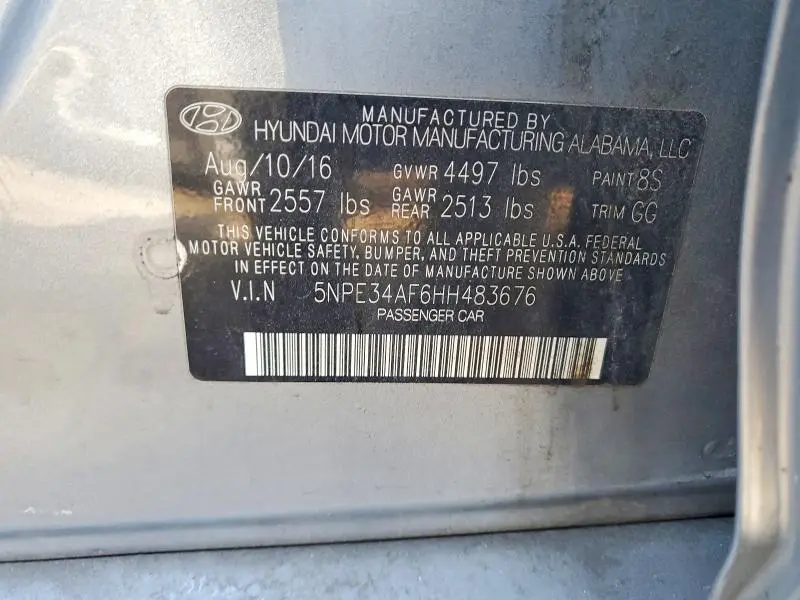 MANUFACTURED BY
HYUNDAI MOTOR MANUFACTURING ALABAMA, LLC
Aug/10/16 GVWR 4497 lbs PAINT 8S
GAWR FRONT 2557 lbs GAWR REAR 2513 lbs TRIM GG
THIS VEHICLE CONFORMS TO ALL APPLICABLE U.S.A. FEDERAL
MOTOR VEHICLE SAFETY, BUMPER, AND THEFT PREVENTION STANDARDS
IN EFFECT ON THE DATE OF MANUFACTURE SHOWN ABOVE
V.I.N 5NPE34AF6HH483676
PASSENGER CAR